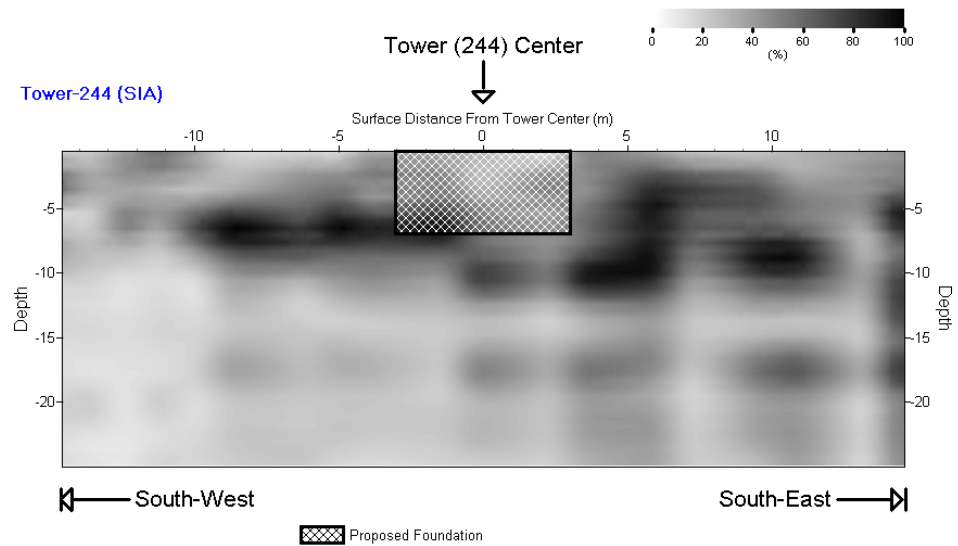 0 20 40 60 80 100
(%)
Tower (244) Center
Tower-244 (SIA)
Surface Distance From Tower Center (m)
-10 -5 0 5 10
-5 -5
-10 -10
Depth Depth
-15 -15
-20 -20
South-West South-East
Proposed Foundation